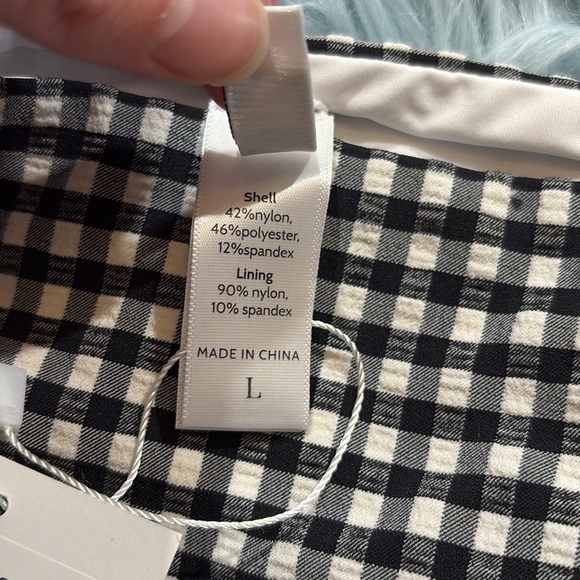 Shell
42%nylon,
46%polyester,
12%spandex
Lining
90% nylon,
10% spandex
MADE IN CHINA
L